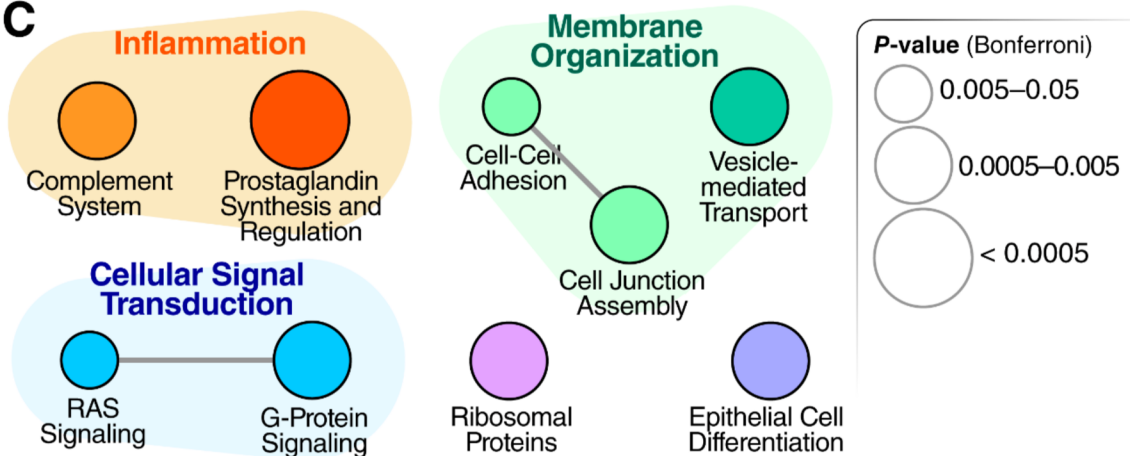 C
Inflammation
Complement
System
Prostaglandin
Synthesis and
Regulation
Membrane
Organization
Cell-Cell
Adhesion
Vesicle-
mediated
Transport
Cell Junction
Assembly
Cellular Signal
Transduction
RAS
Signaling
G-Protein
Signaling
Ribosomal
Proteins
Epithelial Cell
Differentiation
P-value (Bonferroni)
0.005–0.05
0.0005–0.005
< 0.0005